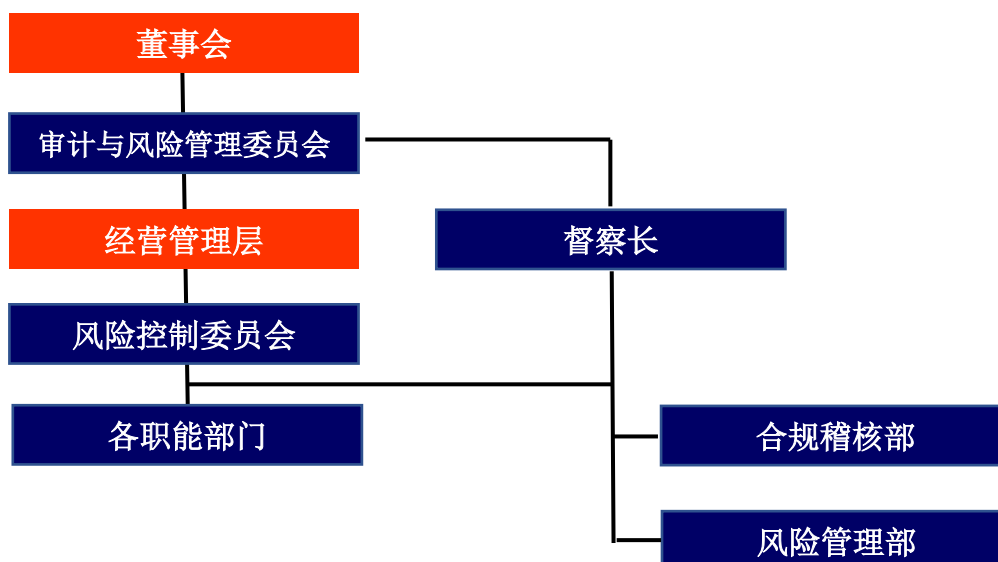 董事会
审计与风险管理委员会
经营管理层
督察长
风险控制委员会
各职能部门
合规稽核部
风险管理部